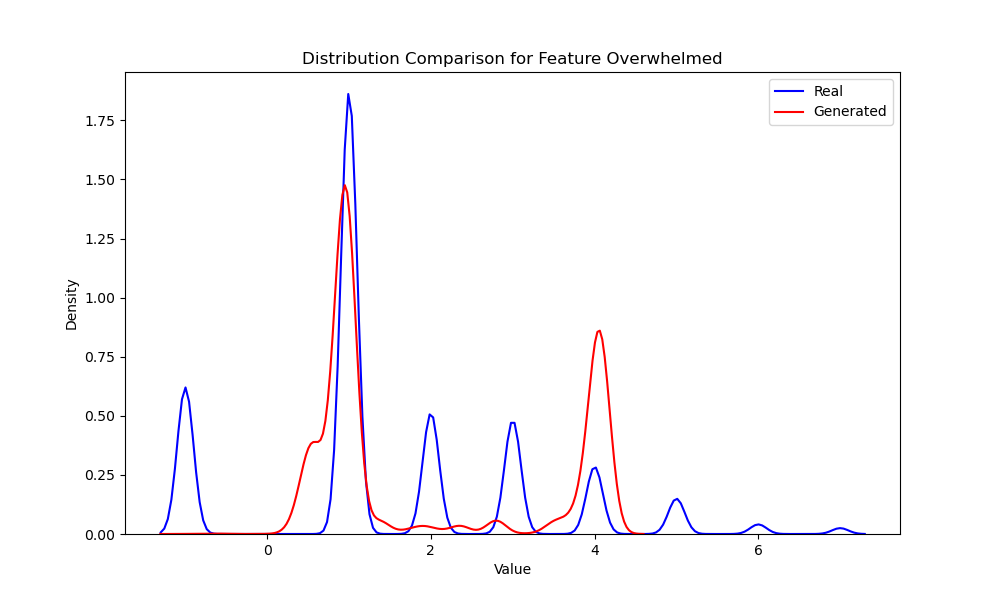 Distribution Comparison for Feature Overwhelmed
Real
Generated
1.75
1.50
1.25
1.00
0.75
0.50
0.25
0.00
Density
0 2 4 6
Value